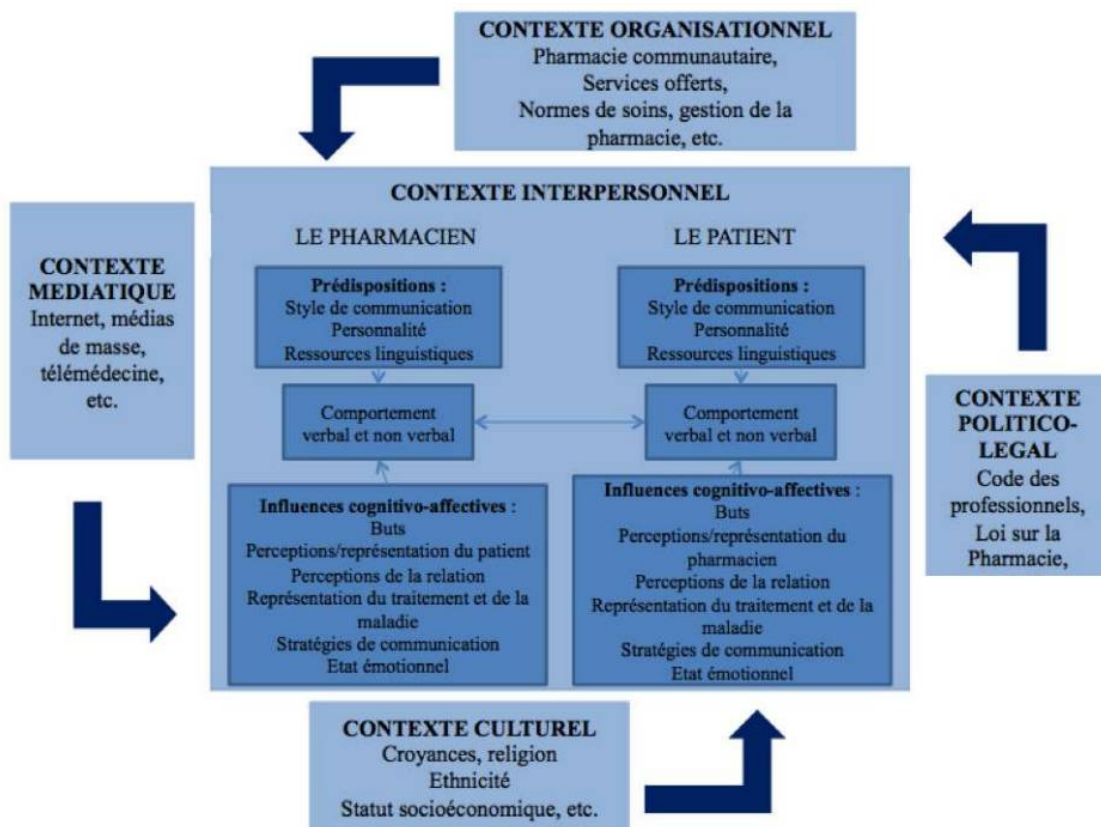 CONTEXTE ORGANISATIONNEL
Pharmacie communautaire,
Services offerts,
Normes de soins, gestion de la
pharmacie, etc.
CONTEXTE
MEDIATIQUE
Internet, médias
de masse,
télémédecine,
etc.
CONTEXTE INTERPERSONNEL
LE PHARMACIEN
Prédispositions :
Style de communication
Personnalité
Ressources linguistiques
Comportement
verbal et non verbal
Influences cognitivo-affectives :
Buts
Perceptions/représentation du patient
Perceptions de la relation
Représentation du traitement et de la
maladie
Stratégies de communication
Etat émotionnel
LE PATIENT
Prédispositions :
Style de communication
Personnalité
Ressources linguistiques
Comportement
verbal et non verbal
Influences cognitivo-affectives :
Buts
Perceptions/représentation du
pharmacien
Perceptions de la relation
Représentation du traitement et de la
maladie
Stratégies de communication
Etat émotionnel
CONTEXTE
POLITICO-
LEGAL
Code des
professionnels,
Loi sur la
Pharmacie,
CONTEXTE CULTUREL
Croyances, religion
Ethnicité
Statut socioéconomique, etc.